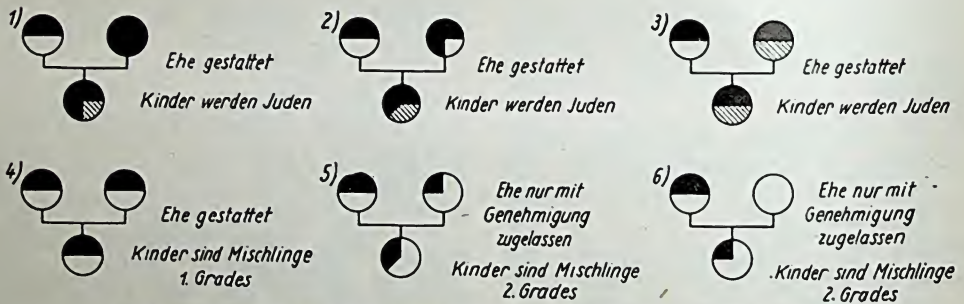 1)
Ehe gestattet
Kinder werden Juden
2)
Ehe gestattet
Kinder werden Juden
3)
Ehe gestattet
Kinder werden Juden
4)
Ehe gestattet
Kinder sind Mischlinge
1. Grades
5)
Ehe nur mit
Genehmigung
zugelassen
Kinder sind Mischlinge
2. Grades
6)
Ehe nur mit
Genehmigung
zugelassen
Kinder sind Mischlinge
2. Grades